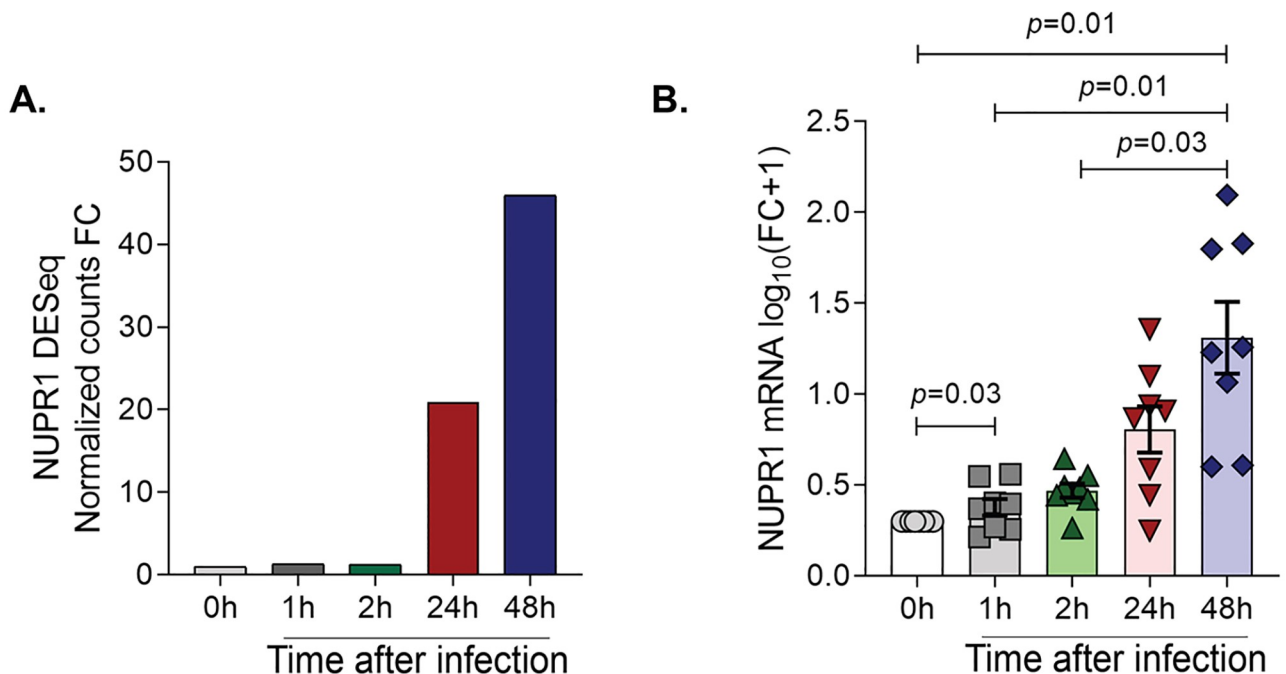 A.
NUPR1 DESeq
Normalized counts FC
50
40
30
20
10
0
0h 1h 2h 24h 48h
Time after infection
B.
NUPR1 mRNA log10(FC+1)
p=0.01
p=0.01
p=0.03
p=0.03
2.5
2.0
1.5
1.0
0.5
0.0
0h 1h 2h 24h 48h
Time after infection